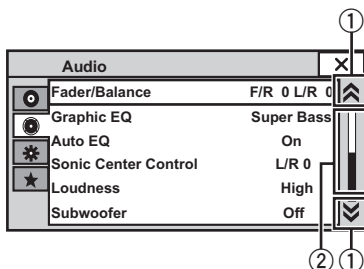 ①
Audio
Fader/Balance F/R 0 L/R 0
Graphic EQ Super Bass
Auto EQ On
Sonic Center Control L/R 0
Loudness High
Subwoofer Off
② ①